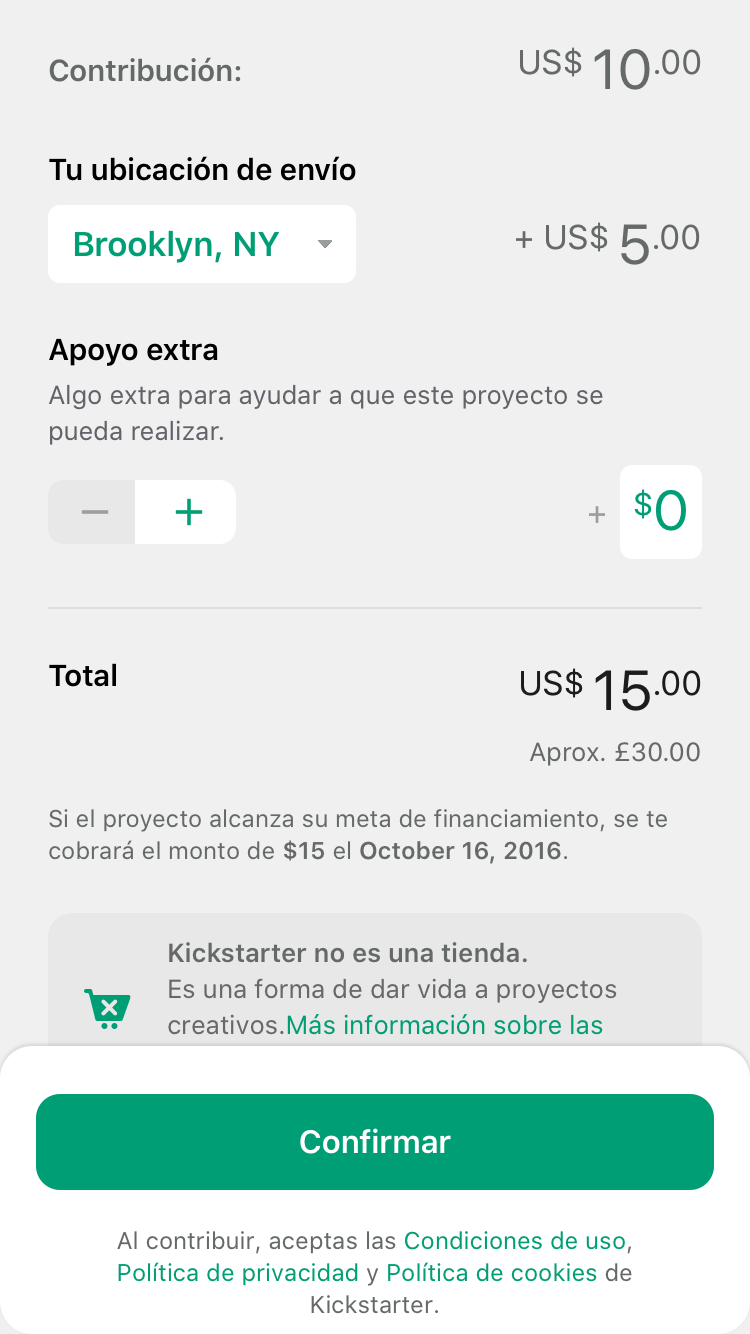 Contribución:
US$ 10.00
Tu ubicación de envío
Brooklyn, NY
+ US$ 5.00
Apoyo extra
Algo extra para ayudar a que este proyecto se
pueda realizar.
− +
+ $0
Total
US$ 15.00
Aprox. £30.00
Si el proyecto alcanza su meta de financiamiento, se te
cobrará el monto de $15 el October 16, 2016.
Kickstarter no es una tienda.
Es una forma de dar vida a proyectos
creativos.Más información sobre las
Confirmar
Al contribuir, aceptas las Condiciones de uso,
Política de privacidad y Política de cookies de
Kickstarter.